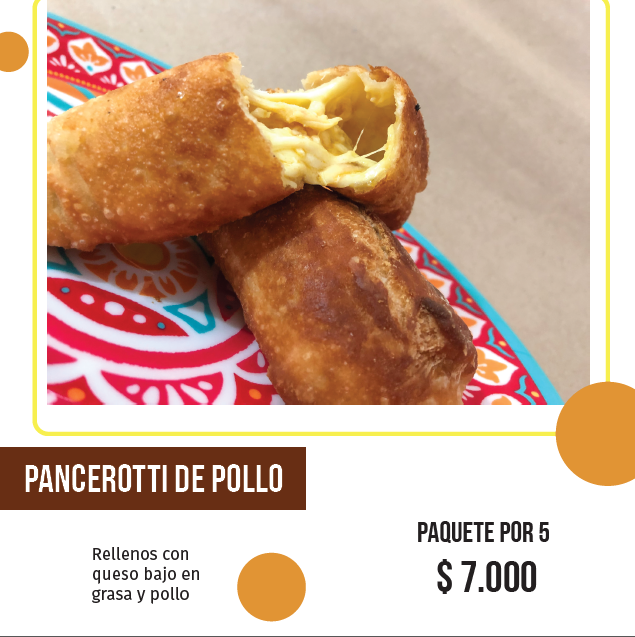 PANCEROTTI DE POLLO
Rellenos con
queso bajo en
grasa y pollo
PAQUETE POR 5
$ 7.000